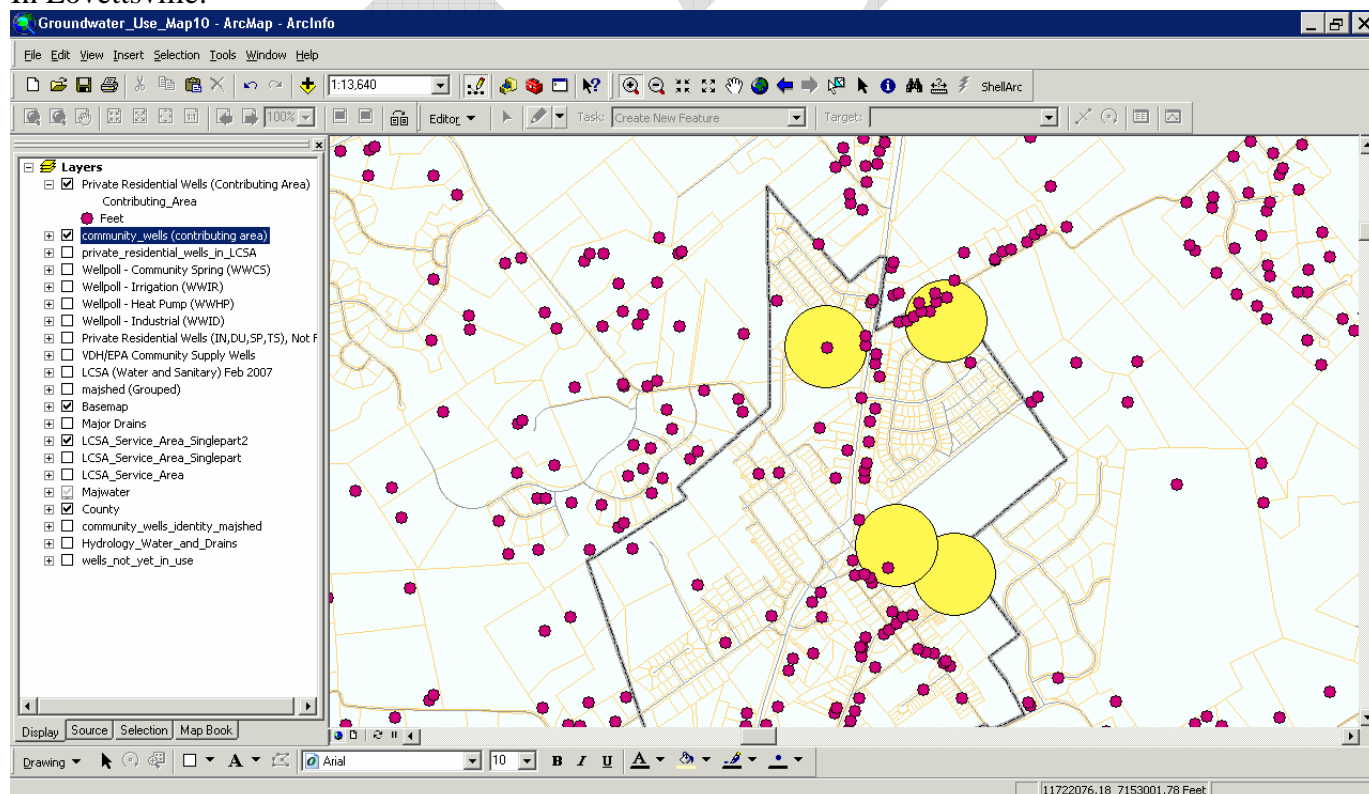 In Lovettsville:
Groundwater_Use_Map10 - ArcMap - ArcInfo
File Edit View Insert Selection Tools Window Help
1:13,640
ShellArc
100%
Editor
Task: Create New Feature
Target:
Layers
Private Residential Wells (Contributing Area)
Contributing_Area
Feet
community_wells (contributing area)
private_residential_wells_in_LCSA
Wellpoll - Community Spring (WWCS)
Wellpoll - Irrigation (WWIR)
Wellpoll - Heat Pump (WWHP)
Wellpoll - Industrial (WWID)
Private Residential Wells (IN,DU,SP,TS), Not F
VDH/EPA Community Supply Wells
LCSA (Water and Sanitary) Feb 2007
majshed (Grouped)
Basemap
Major Drains
LCSA_Service_Area_Singlepart2
LCSA_Service_Area_Singlepart
LCSA_Service_Area
Majwater
County
community_wells_identity_majshed
Hydrology_Water_and_Drains
wells_not_yet_in_use
Display Source Selection Map Book
Drawing A Arial 10 B I U A
11722076.18 7153001.78 Feet